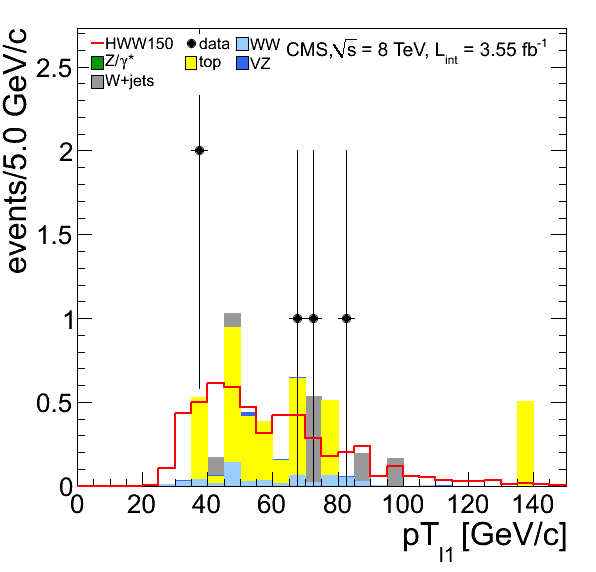 HWW150 data WW CMS,√s = 8 TeV, L_int = 3.55 fb⁻¹
Z/γ* top VZ
W+jets
events/5.0 GeV/c
2.5
2
1.5
1
0.5
0
0 20 40 60 80 100 120 140
pT_l1 [GeV/c]